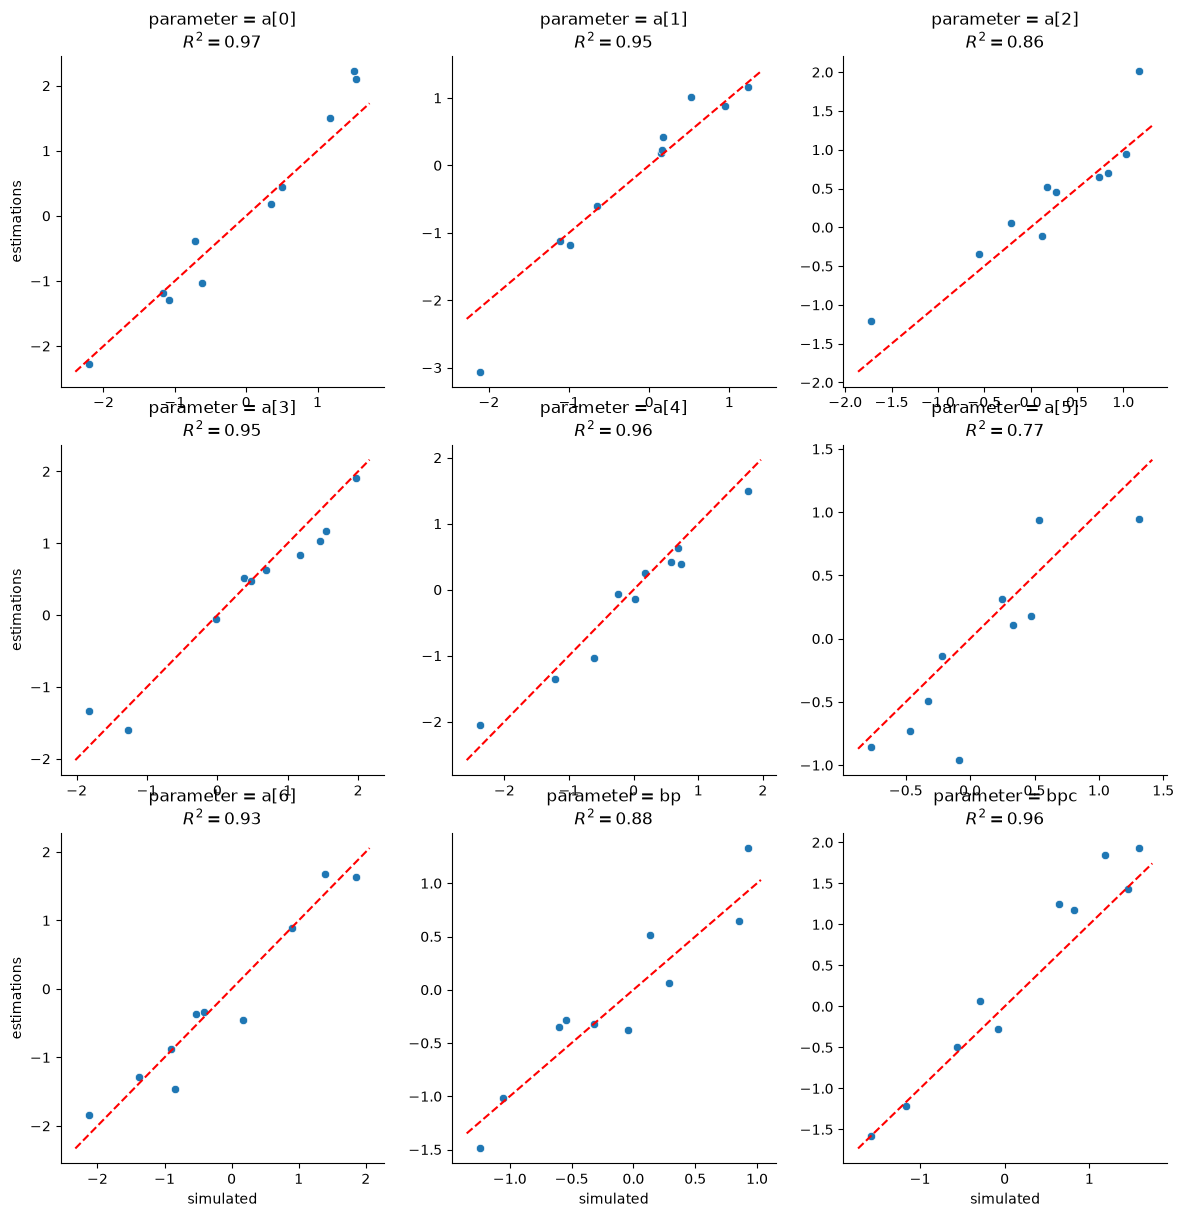 parameter = a[0]
R² = 0.97
parameter = a[1]
R² = 0.95
parameter = a[2]
R² = 0.86
estimations
2
1
0
−1
−2
1
0
−1
−2
−3
2.0
1.5
1.0
0.5
0.0
−0.5
−1.0
−1.5
−2.0
−2 −1 0 1
−2 −1 0 1
−2.0 −1.5 −1.0 −0.5 0.0 0.5 1.0
parameter = a[3]
R² = 0.95
parameter = a[4]
R² = 0.96
parameter = a[5]
R² = 0.77
estimations
2
1
0
−1
−2
2
1
0
−1
−2
1.5
1.0
0.5
0.0
−0.5
−1.0
−2 −1 0 1 2
−2 −1 0 1 2
−0.5 0.0 0.5 1.0 1.5
parameter = a[6]
R² = 0.93
parameter = bp
R² = 0.88
parameter = bpc
R² = 0.96
estimations
2
1
0
−1
−2
1.0
0.5
0.0
−0.5
−1.0
−1.5
2.0
1.5
1.0
0.5
0.0
−0.5
−1.0
−1.5
−2 −1 0 1 2
−1.0 −0.5 0.0 0.5 1.0
−1 0 1
simulated
simulated
simulated